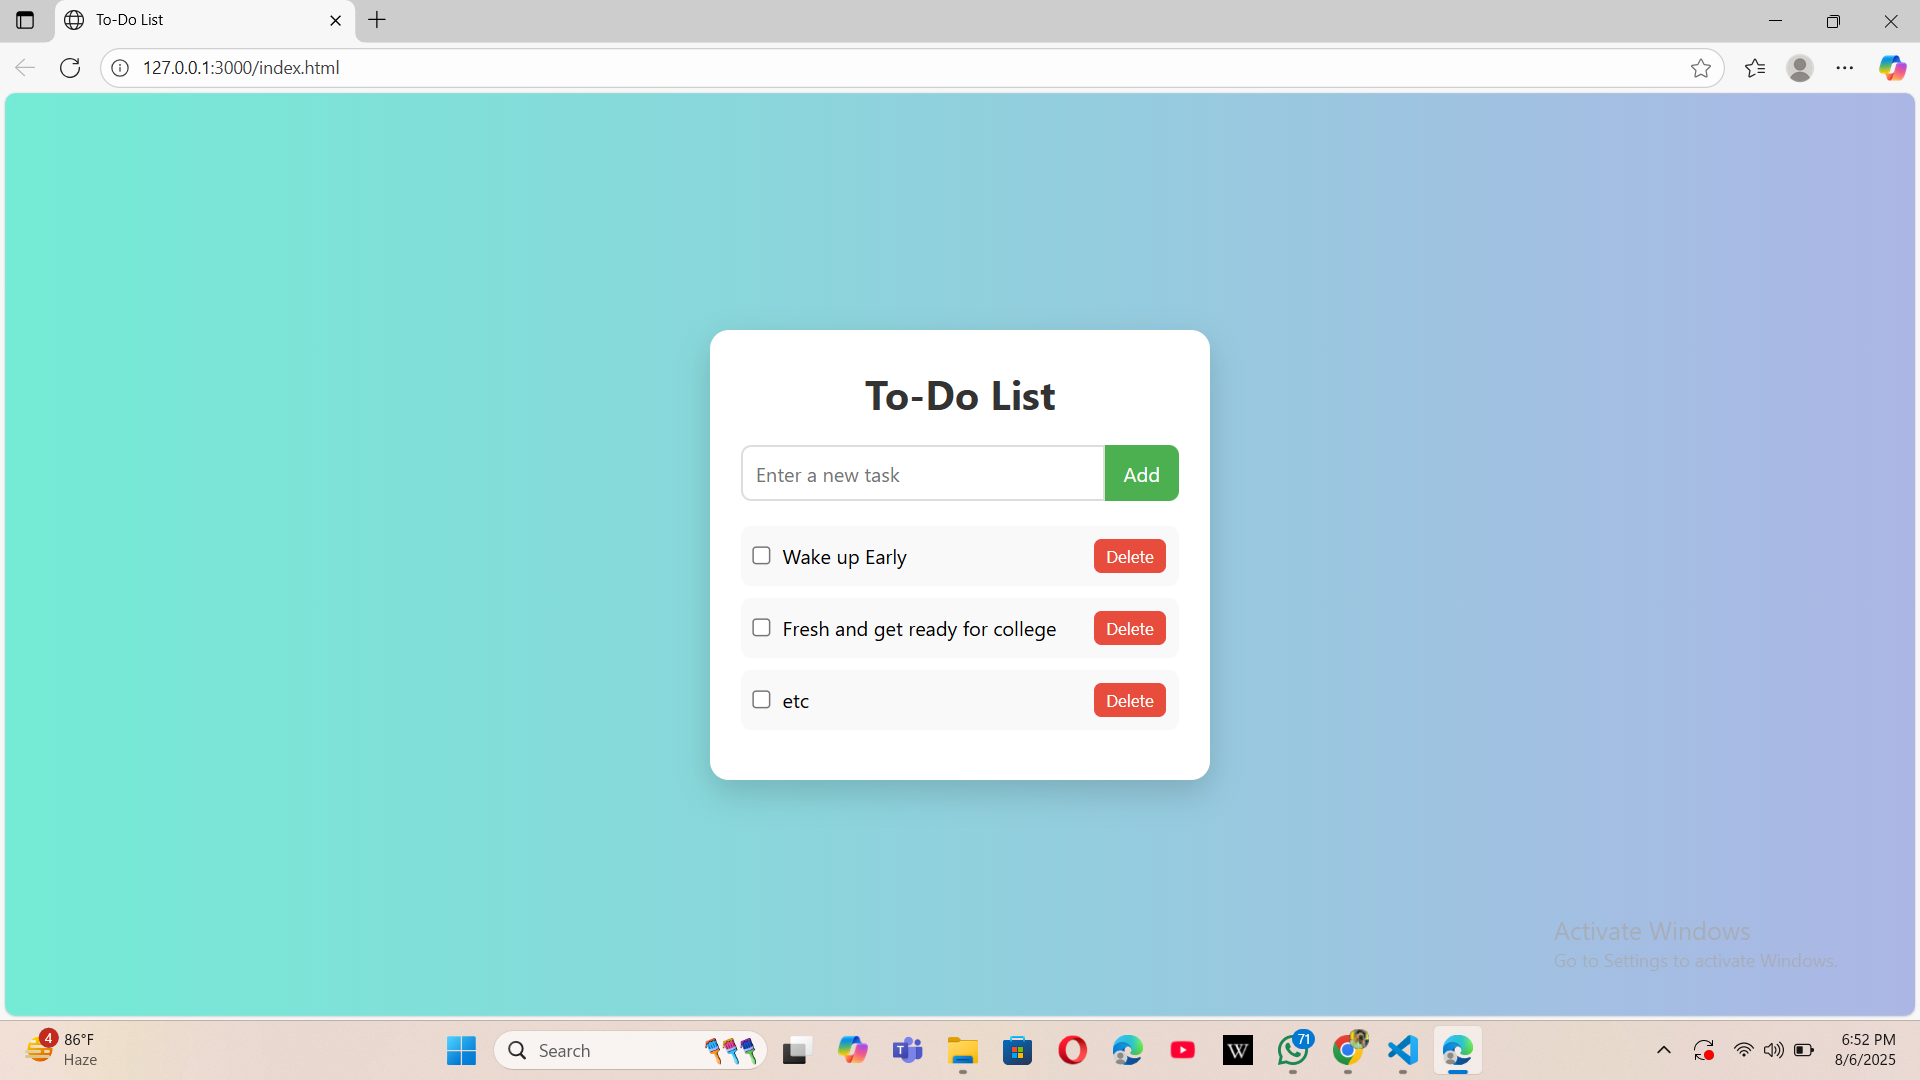 To-Do List
127.0.0.1:3000/index.html
To-Do List
Enter a new task
Add
Wake up Early
Delete
Fresh and get ready for college
Delete
etc
Delete
Activate Windows
Go to Settings to activate Windows.
4
86°F
Haze
Search
T
W
71
6:52 PM
8/6/2025